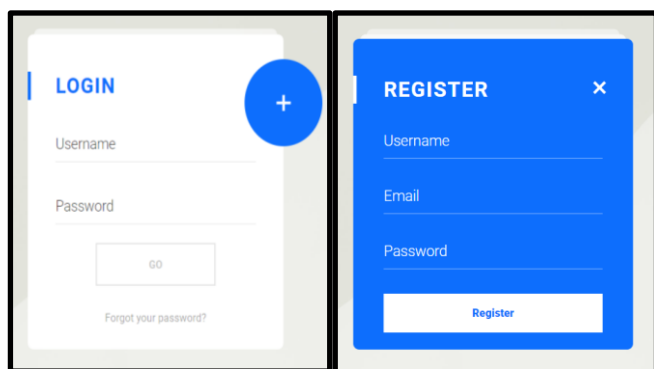 LOGIN
+
Username
Password
GO
Forgot your password?
REGISTER ×
Username
Email
Password
Register